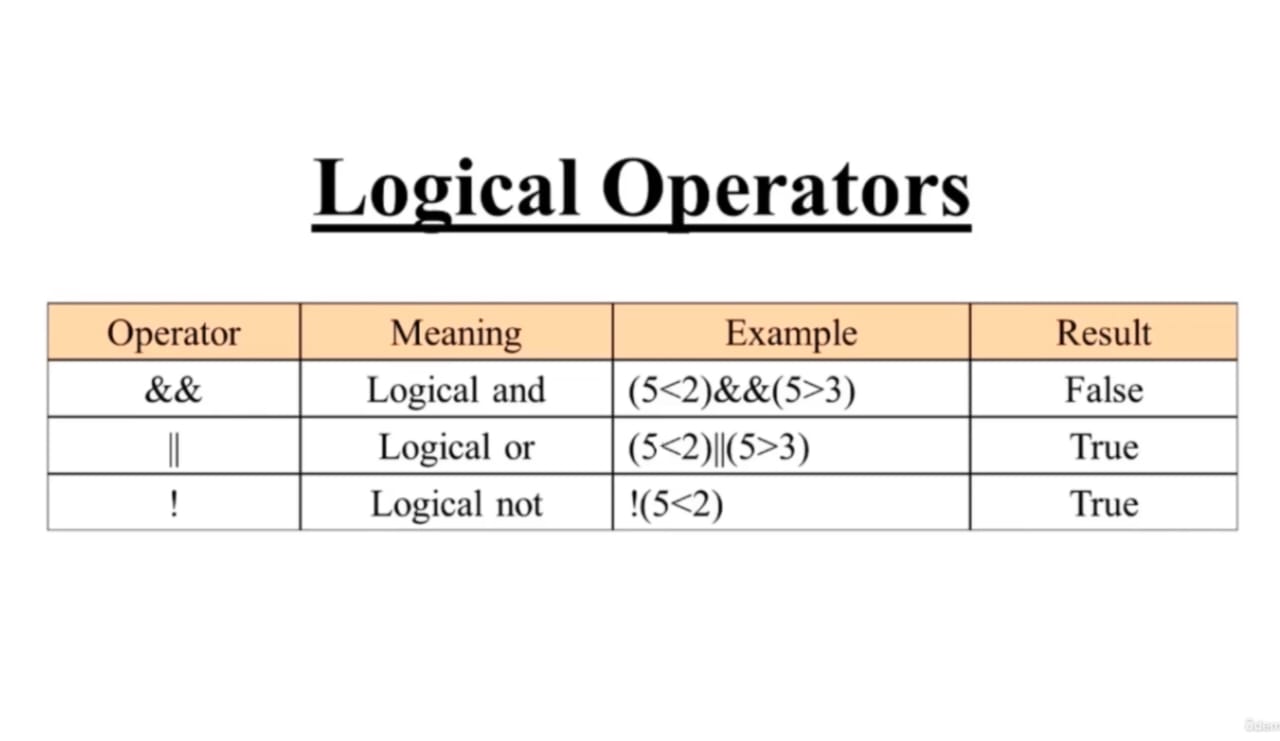 Logical Operators
Operator Meaning Example Result
&& Logical and (5<2)&&(5>3) False
|| Logical or (5<2)||(5>3) True
! Logical not !(5<2) True